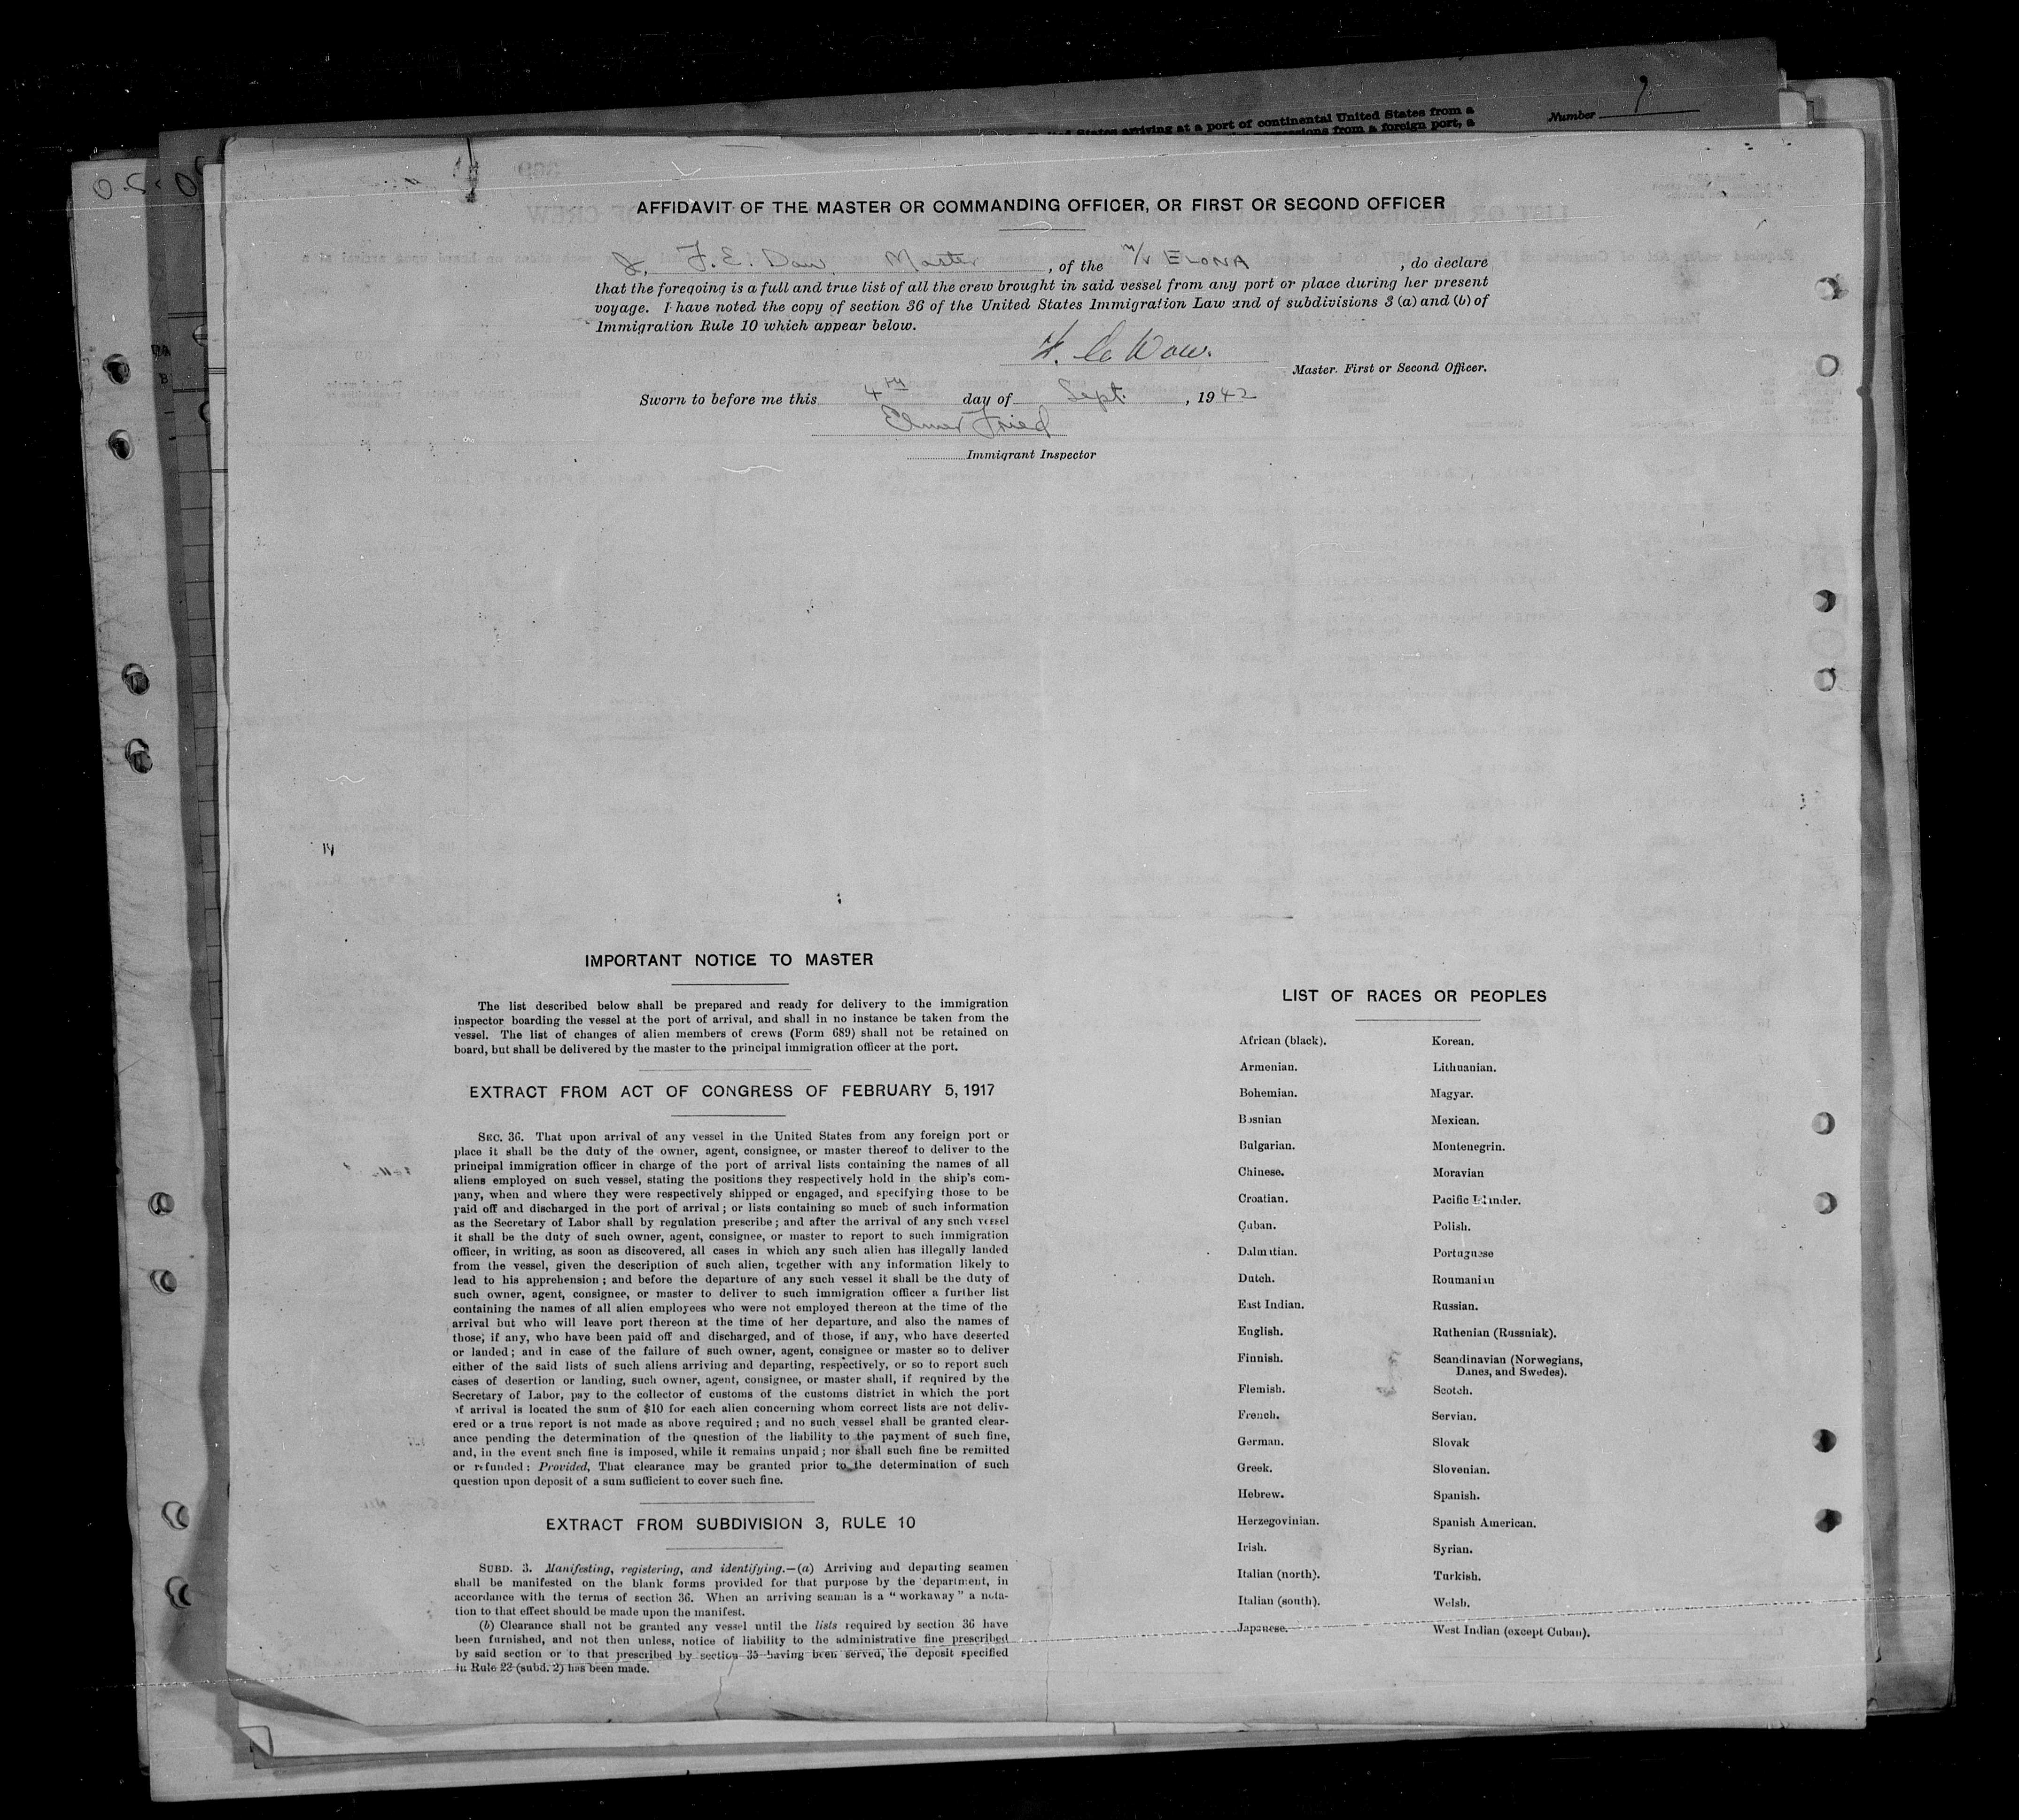 United States arriving at a port of continental United States from a
possessions from a foreign port, a
Number
AFFIDAVIT OF THE MASTER OR COMMANDING OFFICER, OR FIRST OR SECOND OFFICER
I, F. E. Dow, Master, of the m/v ELONA, do declare
that the foregoing is a full and true list of all the crew brought in said vessel from any port or place during her present
voyage. I have noted the copy of section 36 of the United States Immigration Law and of subdivisions 3 (a) and (b) of
Immigration Rule 10 which appear below.
F. E. Dow.
Master. First or Second Officer.
Sworn to before me this 4th day of Sept., 1942
Elmer Fried
Immigrant Inspector
IMPORTANT NOTICE TO MASTER
The list described below shall be prepared and ready for delivery to the immigration
inspector boarding the vessel at the port of arrival, and shall in no instance be taken from the
vessel. The list of changes of alien members of crews (Form 689) shall not be retained on
board, but shall be delivered by the master to the principal immigration officer at the port.
EXTRACT FROM ACT OF CONGRESS OF FEBRUARY 5, 1917
SEC. 36. That upon arrival of any vessel in the United States from any foreign port or
place it shall be the duty of the owner, agent, consignee, or master thereof to deliver to the
principal immigration officer in charge of the port of arrival lists containing the names of all
aliens employed on such vessel, stating the positions they respectively hold in the ship's com-
pany, when and where they were respectively shipped or engaged, and specifying those to be
paid off and discharged in the port of arrival; or lists containing so much of such information
as the Secretary of Labor shall by regulation prescribe; and after the arrival of any such vessel
it shall be the duty of such owner, agent, consignee, or master to report to such immigration
officer, in writing, as soon as discovered, all cases in which any such alien has illegally landed
from the vessel, given the description of such alien, together with any information likely to
lead to his apprehension; and before the departure of any such vessel it shall be the duty of
such owner, agent, consignee, or master to deliver to such immigration officer a further list
containing the names of all alien employees who were not employed thereon at the time of the
arrival but who will leave port thereon at the time of her departure, and also the names of
those, if any, who have been paid off and discharged, and of those, if any, who have deserted
or landed; and in case of the failure of such owner, agent, consignee or master so to deliver
either of the said lists of such aliens arriving and departing, respectively, or so to report such
cases of desertion or landing, such owner, agent, consignee, or master shall, if required by the
Secretary of Labor, pay to the collector of customs of the customs district in which the port
of arrival is located the sum of $10 for each alien concerning whom correct lists are not deliv-
ered or a true report is not made as above required; and no such vessel shall be granted clear-
ance pending the determination of the question of the liability to the payment of such fine,
and, in the event such fine is imposed, while it remains unpaid; nor shall such fine be remitted
or refunded: Provided, That clearance may be granted prior to the determination of such
question upon deposit of a sum sufficient to cover such fine.
EXTRACT FROM SUBDIVISION 3, RULE 10
SUBD. 3. Manifesting, registering, and identifying.—(a) Arriving and departing seamen
shall be manifested on the blank forms provided for that purpose by the department, in
accordance with the terms of section 36. When an arriving seaman is a "workaway" a nota-
tion to that effect should be made upon the manifest.
(b) Clearance shall not be granted any vessel until the lists required by section 36 have
been furnished, and not then unless, notice of liability to the administrative fine prescribed
by said section or to that prescribed by section 35 having been served, the deposit specified
in Rule 23 (subd. 2) has been made.
LIST OF RACES OR PEOPLES
African (black).
Armenian.
Bohemian.
Bosnian
Bulgarian.
Chinese.
Croatian.
Cuban.
Dalmatian.
Dutch.
East Indian.
English.
Finnish.
Flemish.
French.
German.
Greek.
Hebrew.
Herzegovinian.
Irish.
Italian (north).
Italian (south).
Japanese.
Korean.
Lithuanian.
Magyar.
Mexican.
Montenegrin.
Moravian
Pacific Islander.
Polish.
Portuguese
Roumanian
Russian.
Ruthenian (Russniak).
Scandinavian (Norwegians,
Danes, and Swedes).
Scotch.
Servian.
Slovak
Slovenian.
Spanish.
Spanish American.
Syrian.
Turkish.
Welsh.
West Indian (except Cuban).